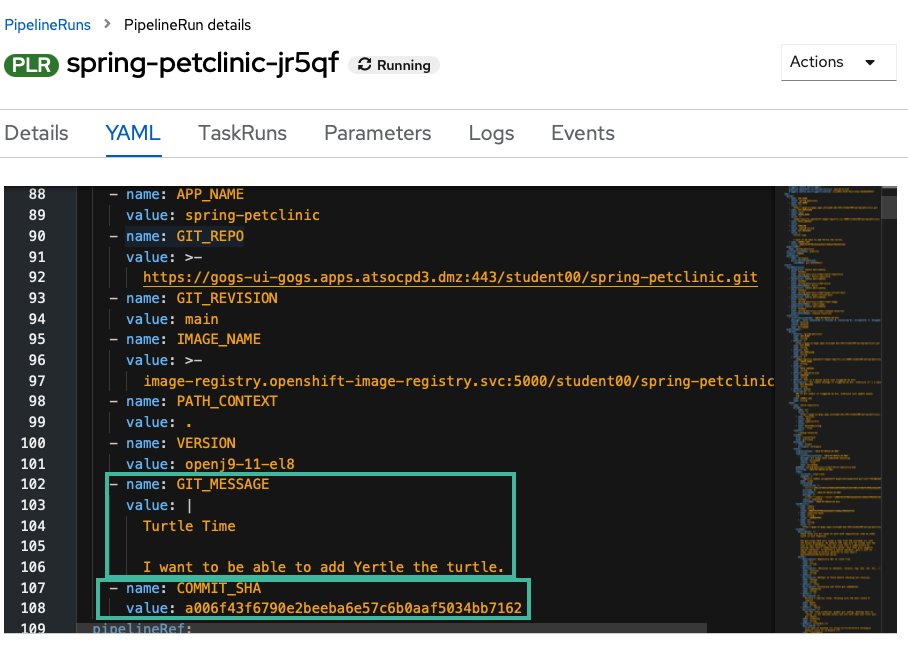 PipelineRuns > PipelineRun details
PLR spring-petclinic-jr5qf Running
Actions
Details YAML TaskRuns Parameters Logs Events
88 - name: APP_NAME
89 value: spring-petclinic
90 - name: GIT_REPO
91 value: >-
92 https://gogs-ui-gogs.apps.atsocpd3.dmz:443/student00/spring-petclinic.git
93 - name: GIT_REVISION
94 value: main
95 - name: IMAGE_NAME
96 value: >-
97 image-registry.openshift-image-registry.svc:5000/student00/spring-petclinic
98 - name: PATH_CONTEXT
99 value: .
100 - name: VERSION
101 value: openj9-11-el8
102 - name: GIT_MESSAGE
103 value: |
104 Turtle Time
105
106 I want to be able to add Yertle the turtle.
107 - name: COMMIT_SHA
108 value: a006f43f6790e2beeba6e57c6b0aaf5034bb7162
109 pipelineRef: